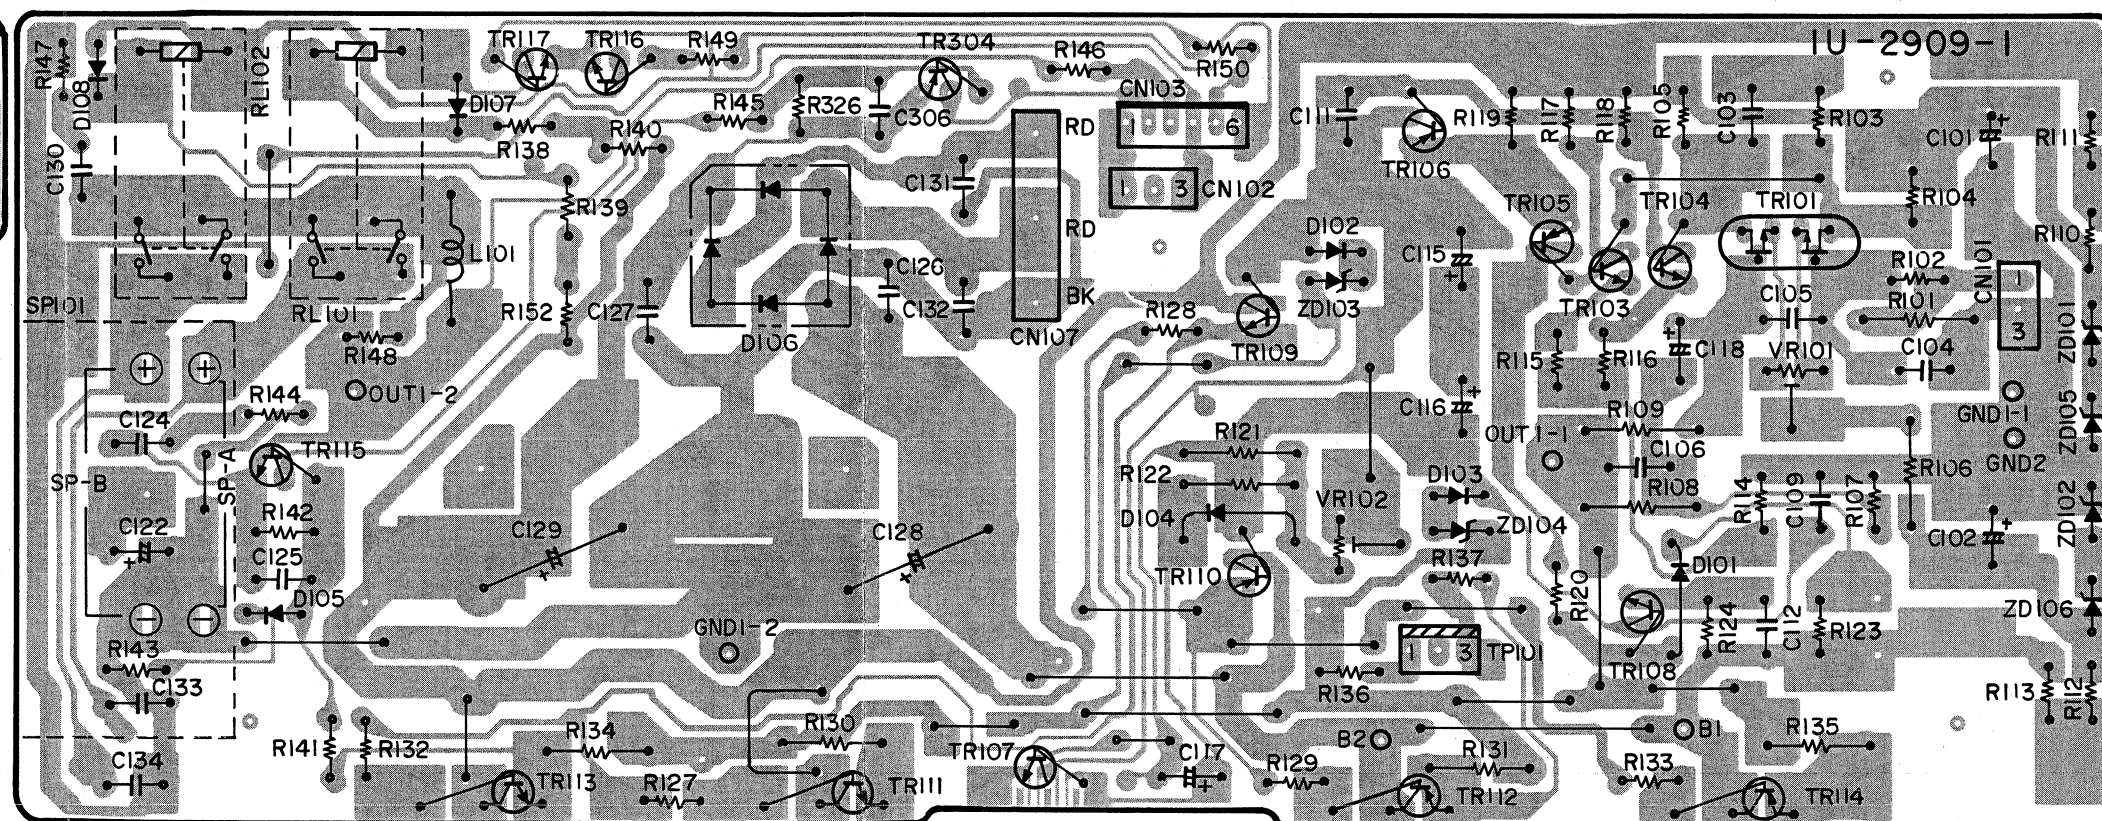 R147
D108
RL102
TR117
TR116
R149
TR304
R146
R150
1U-2909-1
D107
R145
R326
C306
CN103
1 6
RD
C111
R119
R117
R118
R105
C103
R103
C101
+
R111
C130
R138
R140
C131
1 3
CN102
TR106
TR105
TR104
TR101
R104
R139
RD
D102
C115
+
R110
L101
C126
R102
CN101
1
3
SP101
RL101
R152
C127
D106
C132
BK
CN107
R128
ZD103
TR109
TR103
C105
R101
ZD101
R148
R115
R116
+
C118
VR101
C104
+ +
OUT1-2
R144
C116
+
R109
GND1-1
ZD105
C124
TR115
R121
OUT1-1
C106
GND2
SP-B
SP-A
R122
D103
R108
R114
C109
R107
R106
VR102
ZD102
C122
+
R142
C129
+
C128
+
D104
ZD104
C102
+
C125
TR110
R137
D101
D105
R120
ZD106
- -
GND1-2
R124
C112
R123
R143
1 3
TP101
TR108
C133
R136
R113
R112
R141
R132
R134
R130
TR107
C117
+
B2
B1
R135
C134
TR113
R127
TR111
R129
R131
TR112
R133
TR114